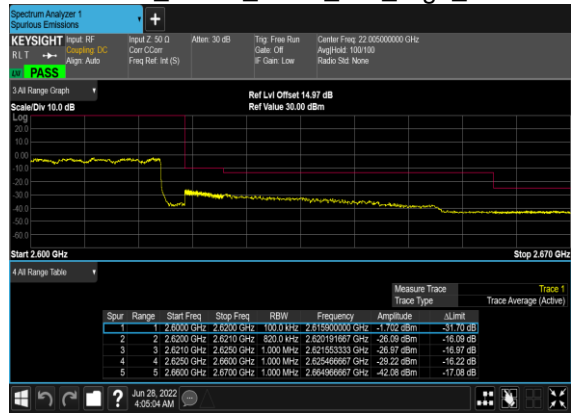 Spectrum Analyzer 1
Spurious Emissions
+
KEYSIGHT Input: RF Input Z: 50 Ω Atten: 30 dB Trig: Free Run Center Freq: 22.005000000 GHz
Coupling: DC Corr CCorr Gate: Off Avg|Hold: 100/100
RLT Align: Auto Freq Ref: Int (S) IF Gain: Low Radio Std: None
PASS
3 All Range Graph
Ref Lvl Offset 14.97 dB
Scale/Div 10.0 dB Ref Value 30.00 dBm
Log
20.0
10.0
0.00
-10.0
-20.0
-30.0
-40.0
-50.0
-60.0
Start 2.600 GHz Stop 2.670 GHz
4 All Range Table
Measure Trace Trace 1
Trace Type Trace Average (Active)
Spur Range Start Freq Stop Freq RBW Frequency Amplitude ΔLimit
1 1 2.6000 GHz 2.6200 GHz 100.0 kHz 2.615900000 GHz -1.702 dBm -31.70 dB
2 2 2.6200 GHz 2.6210 GHz 820.0 kHz 2.620191667 GHz -26.09 dBm -16.09 dB
3 3 2.6210 GHz 2.6250 GHz 1.000 MHz 2.621553333 GHz -26.97 dBm -16.97 dB
4 4 2.6250 GHz 2.6600 GHz 1.000 MHz 2.625466667 GHz -29.22 dBm -16.22 dB
5 5 2.6600 GHz 2.6700 GHz 1.000 MHz 2.664966667 GHz -42.08 dBm -17.08 dB
? Jun 28, 2022
4:05:04 AM